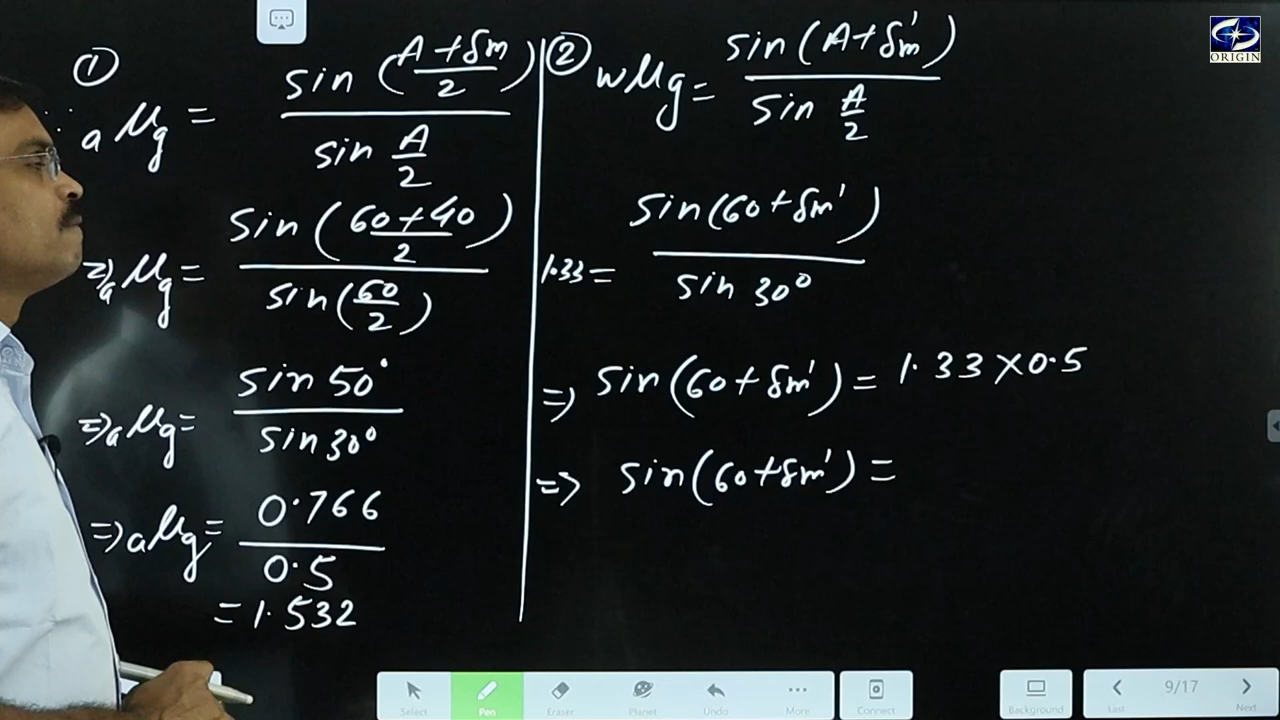 ①
∵ aμg = sin (A+δm/2) / sin A/2
⇒ aμg = sin (60+40/2) / sin (60/2)
⇒ aμg = sin 50° / sin 30°
⇒ aμg = 0.766 / 0.5
= 1.532
② wμg = sin (A+δm') / sin A/2
1.33 = sin (60+δm') / sin 30°
⇒ sin (60+δm') = 1.33 × 0.5
⇒ sin (60+δm') =
ORIGIN
Select
Pen
Eraser
Planet
Undo
More
Connect
Background
Last
9/17
Next